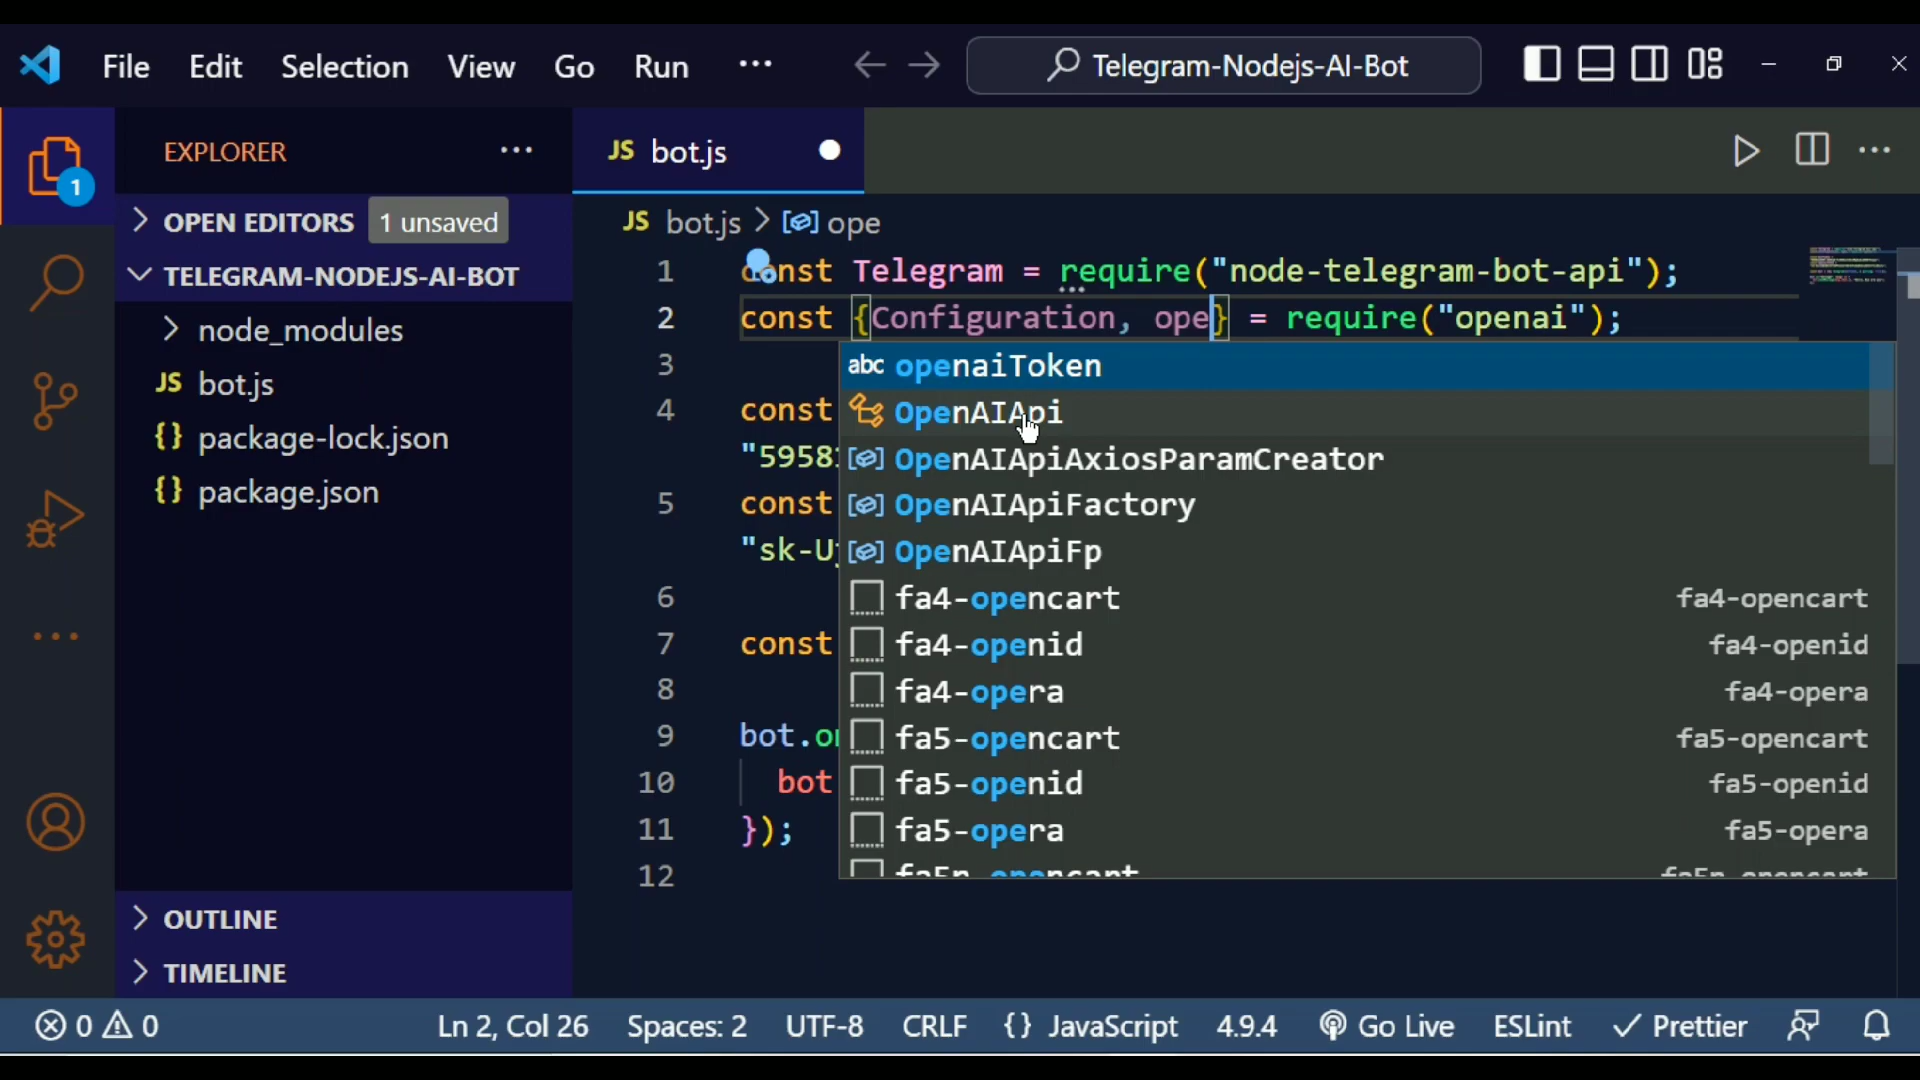 File Edit Selection View Go Run ··· Telegram-Nodejs-AI-Bot
EXPLORER ···
JS bot.js
1
OPEN EDITORS 1 unsaved
JS bot.js > ope
TELEGRAM-NODEJS-AI-BOT
node_modules
JS bot.js
{} package-lock.json
{} package.json
OUTLINE
TIMELINE
1 const Telegram = require("node-telegram-bot-api");
2 const {Configuration, ope} = require("openai");
3
4 const
"5958
5 const
"sk-U
6
7 const
8
9 bot.o
10 bot
11 });
12
abc openaiToken
OpenAIApi
OpenAIApiAxiosParamCreator
OpenAIApiFactory
OpenAIApiFp
fa4-opencart fa4-opencart
fa4-openid fa4-openid
fa4-opera fa4-opera
fa5-opencart fa5-opencart
fa5-openid fa5-openid
fa5-opera fa5-opera
0 0 Ln 2, Col 26 Spaces: 2 UTF-8 CRLF {} JavaScript 4.9.4 Go Live ESLint Prettier